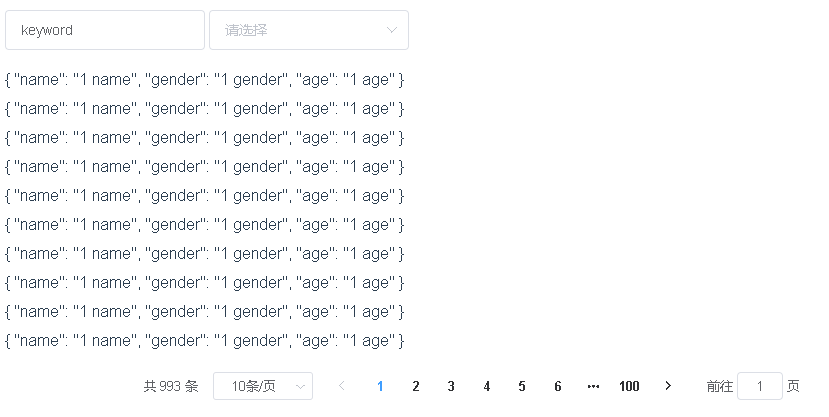 keyword 请选择
{ "name": "1 name", "gender": "1 gender", "age": "1 age" }
{ "name": "1 name", "gender": "1 gender", "age": "1 age" }
{ "name": "1 name", "gender": "1 gender", "age": "1 age" }
{ "name": "1 name", "gender": "1 gender", "age": "1 age" }
{ "name": "1 name", "gender": "1 gender", "age": "1 age" }
{ "name": "1 name", "gender": "1 gender", "age": "1 age" }
{ "name": "1 name", "gender": "1 gender", "age": "1 age" }
{ "name": "1 name", "gender": "1 gender", "age": "1 age" }
{ "name": "1 name", "gender": "1 gender", "age": "1 age" }
{ "name": "1 name", "gender": "1 gender", "age": "1 age" }
共 993 条 10条/页 < 1 2 3 4 5 6 ••• 100 > 前往 1 页